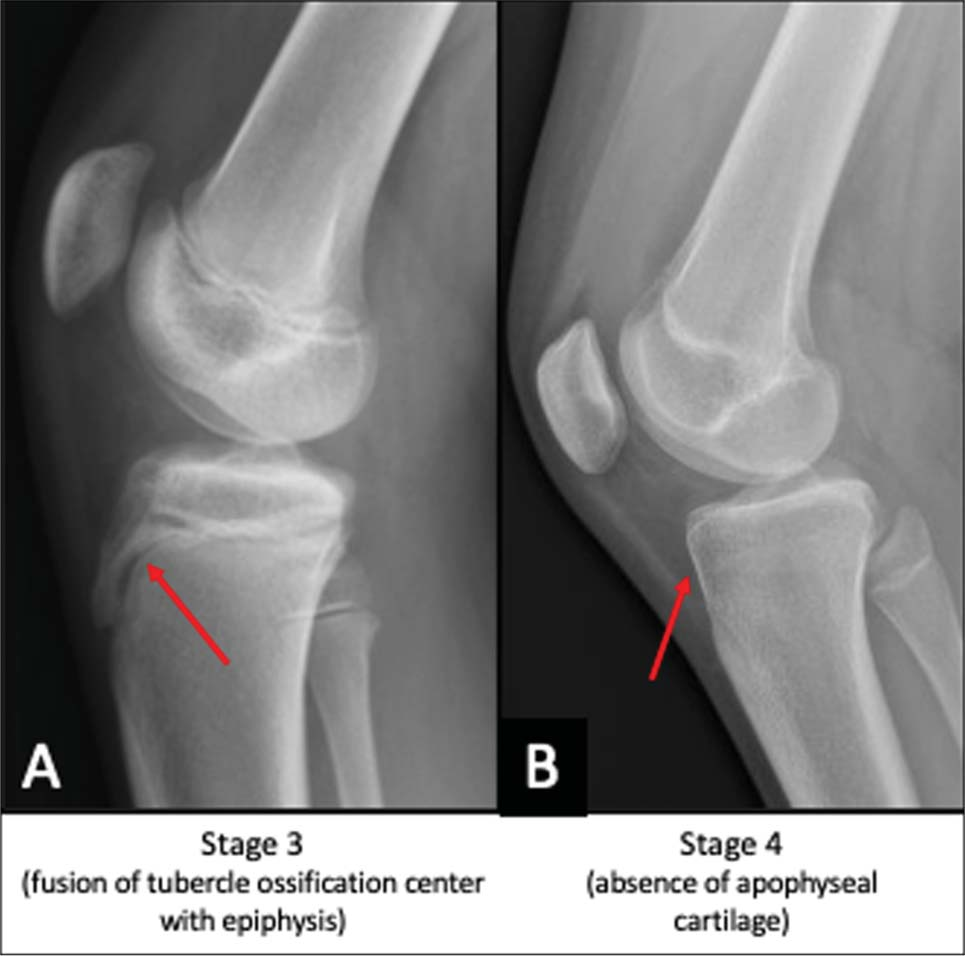 A
B
Stage 3
(fusion of tubercle ossification center
with epiphysis)
Stage 4
(absence of apophyseal
cartilage)